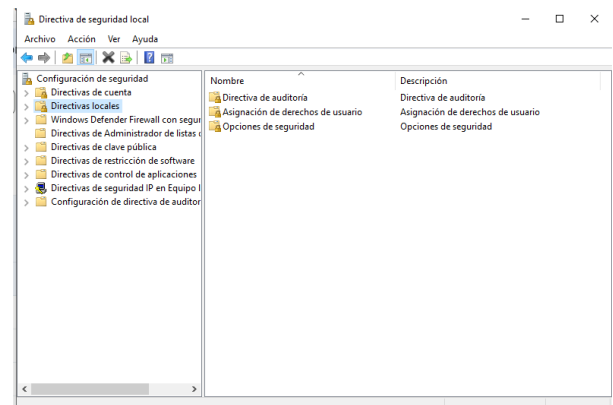 Directiva de seguridad local
Archivo Acción Ver Ayuda
Configuración de seguridad
Directivas de cuenta
Directivas locales
Windows Defender Firewall con segur
Directivas de Administrador de listas
Directivas de clave pública
Directivas de restricción de software
Directivas de control de aplicaciones
Directivas de seguridad IP en Equipo l
Configuración de directiva de auditor
Nombre Descripción
Directiva de auditoría Directiva de auditoría
Asignación de derechos de usuario Asignación de derechos de usuario
Opciones de seguridad Opciones de seguridad